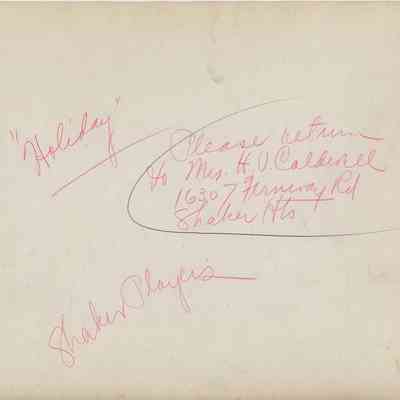 "Holiday"
Please return
to Mrs. H. V. Caldwell
16307 Fernway Rd
Shaker Hts
Shaker Players